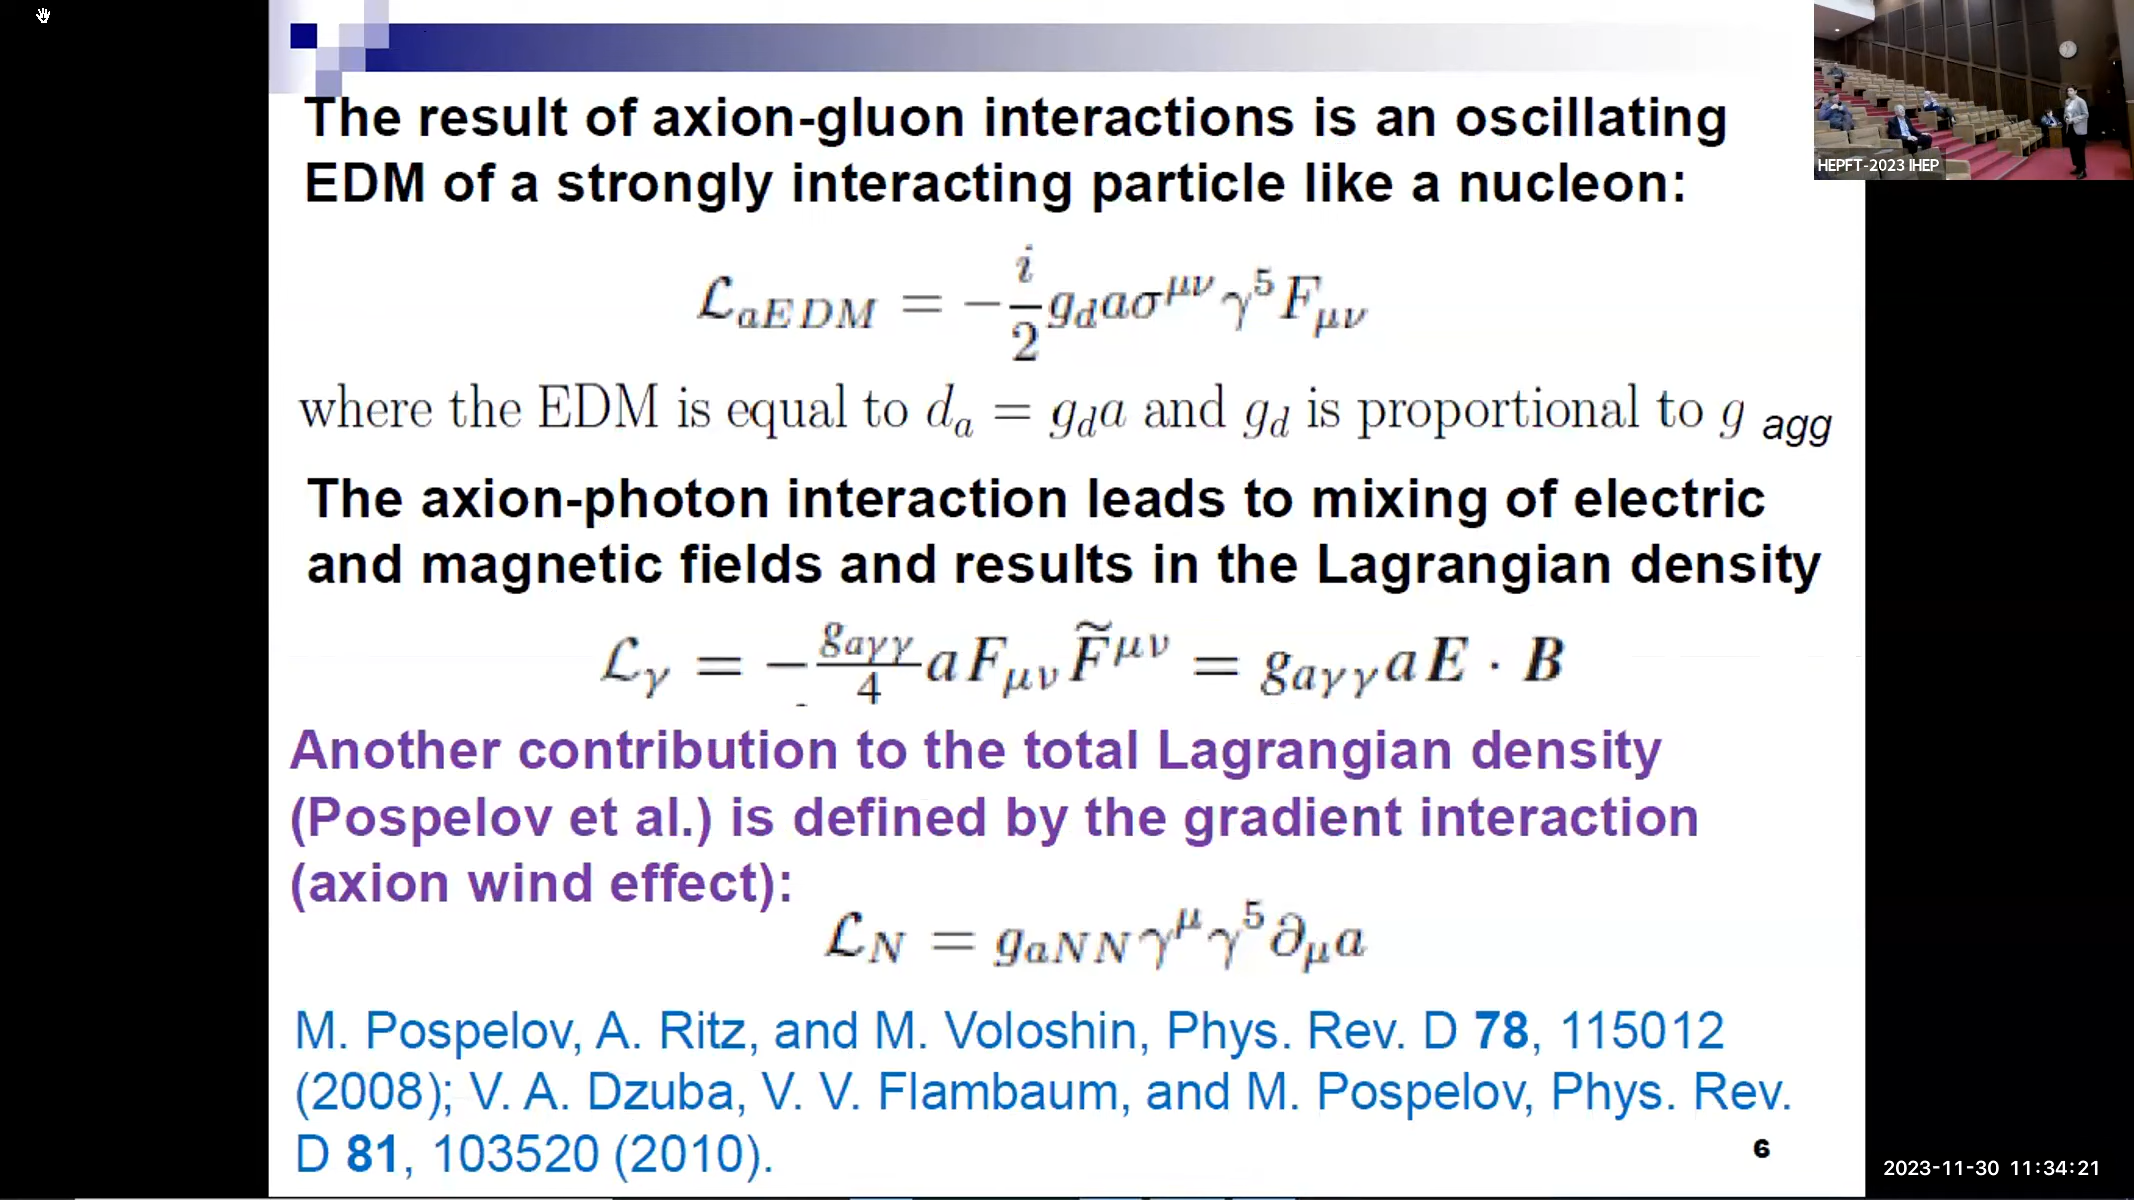 HEPFT-2023 IHEP
The result of axion-gluon interactions is an oscillating
EDM of a strongly interacting particle like a nucleon:
ℒ_{aEDM} = −\frac{i}{2} g_d a σ^{μν} γ^5 F_{μν}
where the EDM is equal to d_a = g_d a and g_d is proportional to g _{agg}
The axion-photon interaction leads to mixing of electric
and magnetic fields and results in the Lagrangian density
ℒ_γ = −\frac{g_{aγγ}}{4} a F_{μν} \widetilde{F}^{μν} = g_{aγγ} a E · B
Another contribution to the total Lagrangian density
(Pospelov et al.) is defined by the gradient interaction
(axion wind effect):
ℒ_N = g_{aNN} γ^μ γ^5 ∂_μ a
M. Pospelov, A. Ritz, and M. Voloshin, Phys. Rev. D 78, 115012
(2008); V. A. Dzuba, V. V. Flambaum, and M. Pospelov, Phys. Rev.
D 81, 103520 (2010).
6
2023-11-30 11:34:21